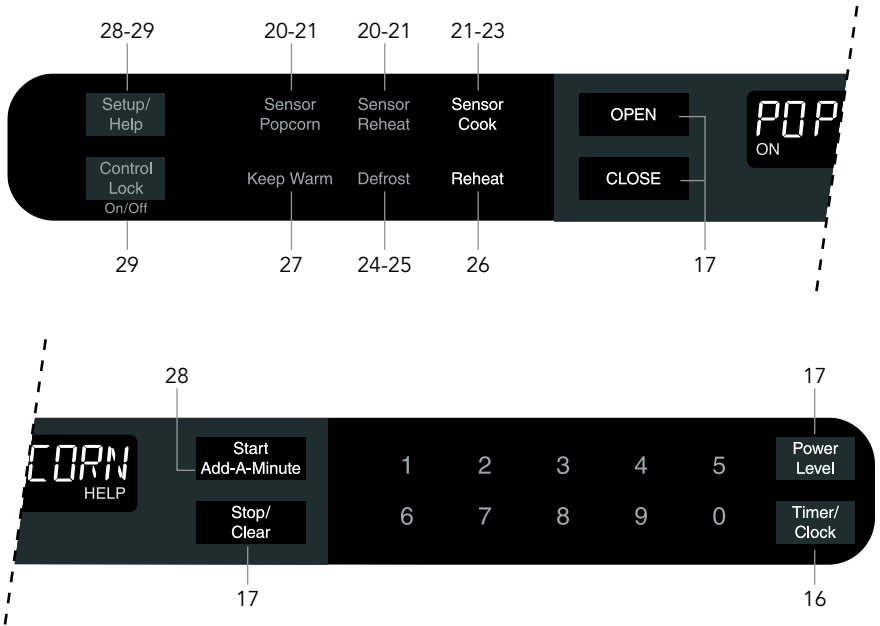 28-29 20-21 20-21 21-23
Setup/
Help
Sensor
Popcorn
Sensor
Reheat
Sensor
Cook
OPEN
POP
ON
Control
Lock
On/Off
Keep Warm
Defrost
Reheat
CLOSE
29 27 24-25 26 17
28 17
CORN
HELP
Start
Add-A-Minute
1 2 3 4 5
Power
Level
Stop/
Clear
6 7 8 9 0
Timer/
Clock
17 16